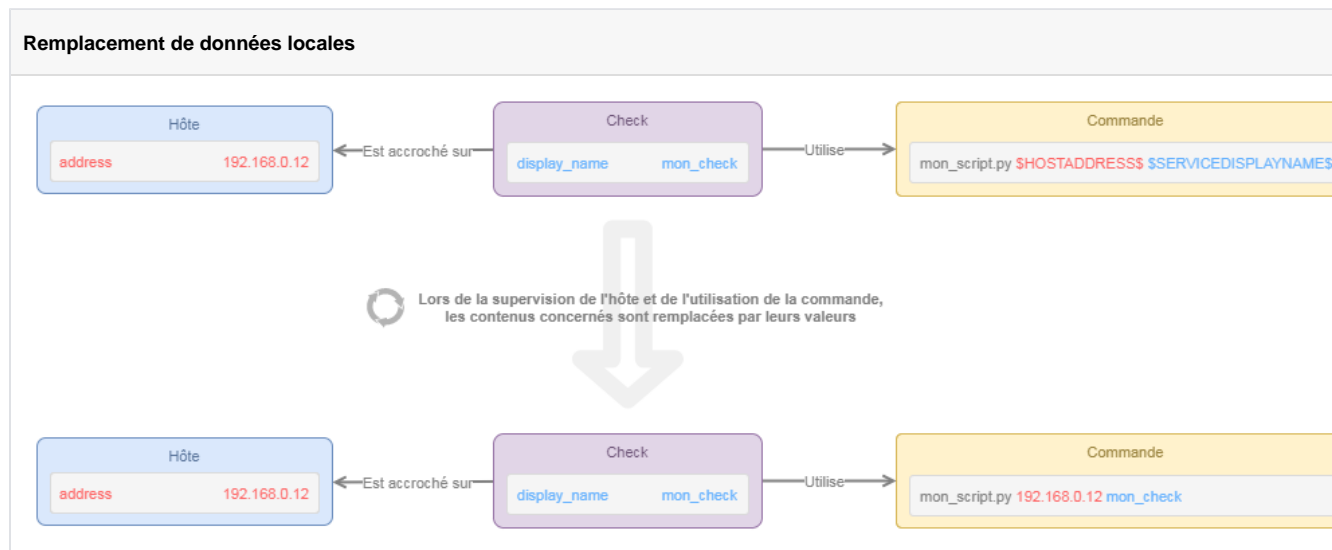 Remplacement de données locales
Hôte
address 192.168.0.12
Est accroché sur
Check
display_name mon_check
Utilise
Commande
mon_script.py $HOSTADDRESS$ $SERVICEDISPLAYNAME$
Lors de la supervision de l'hôte et de l'utilisation de la commande,
les contenus concernés sont remplacées par leurs valeurs
Hôte
address 192.168.0.12
Est accroché sur
Check
display_name mon_check
Utilise
Commande
mon_script.py 192.168.0.12 mon_check